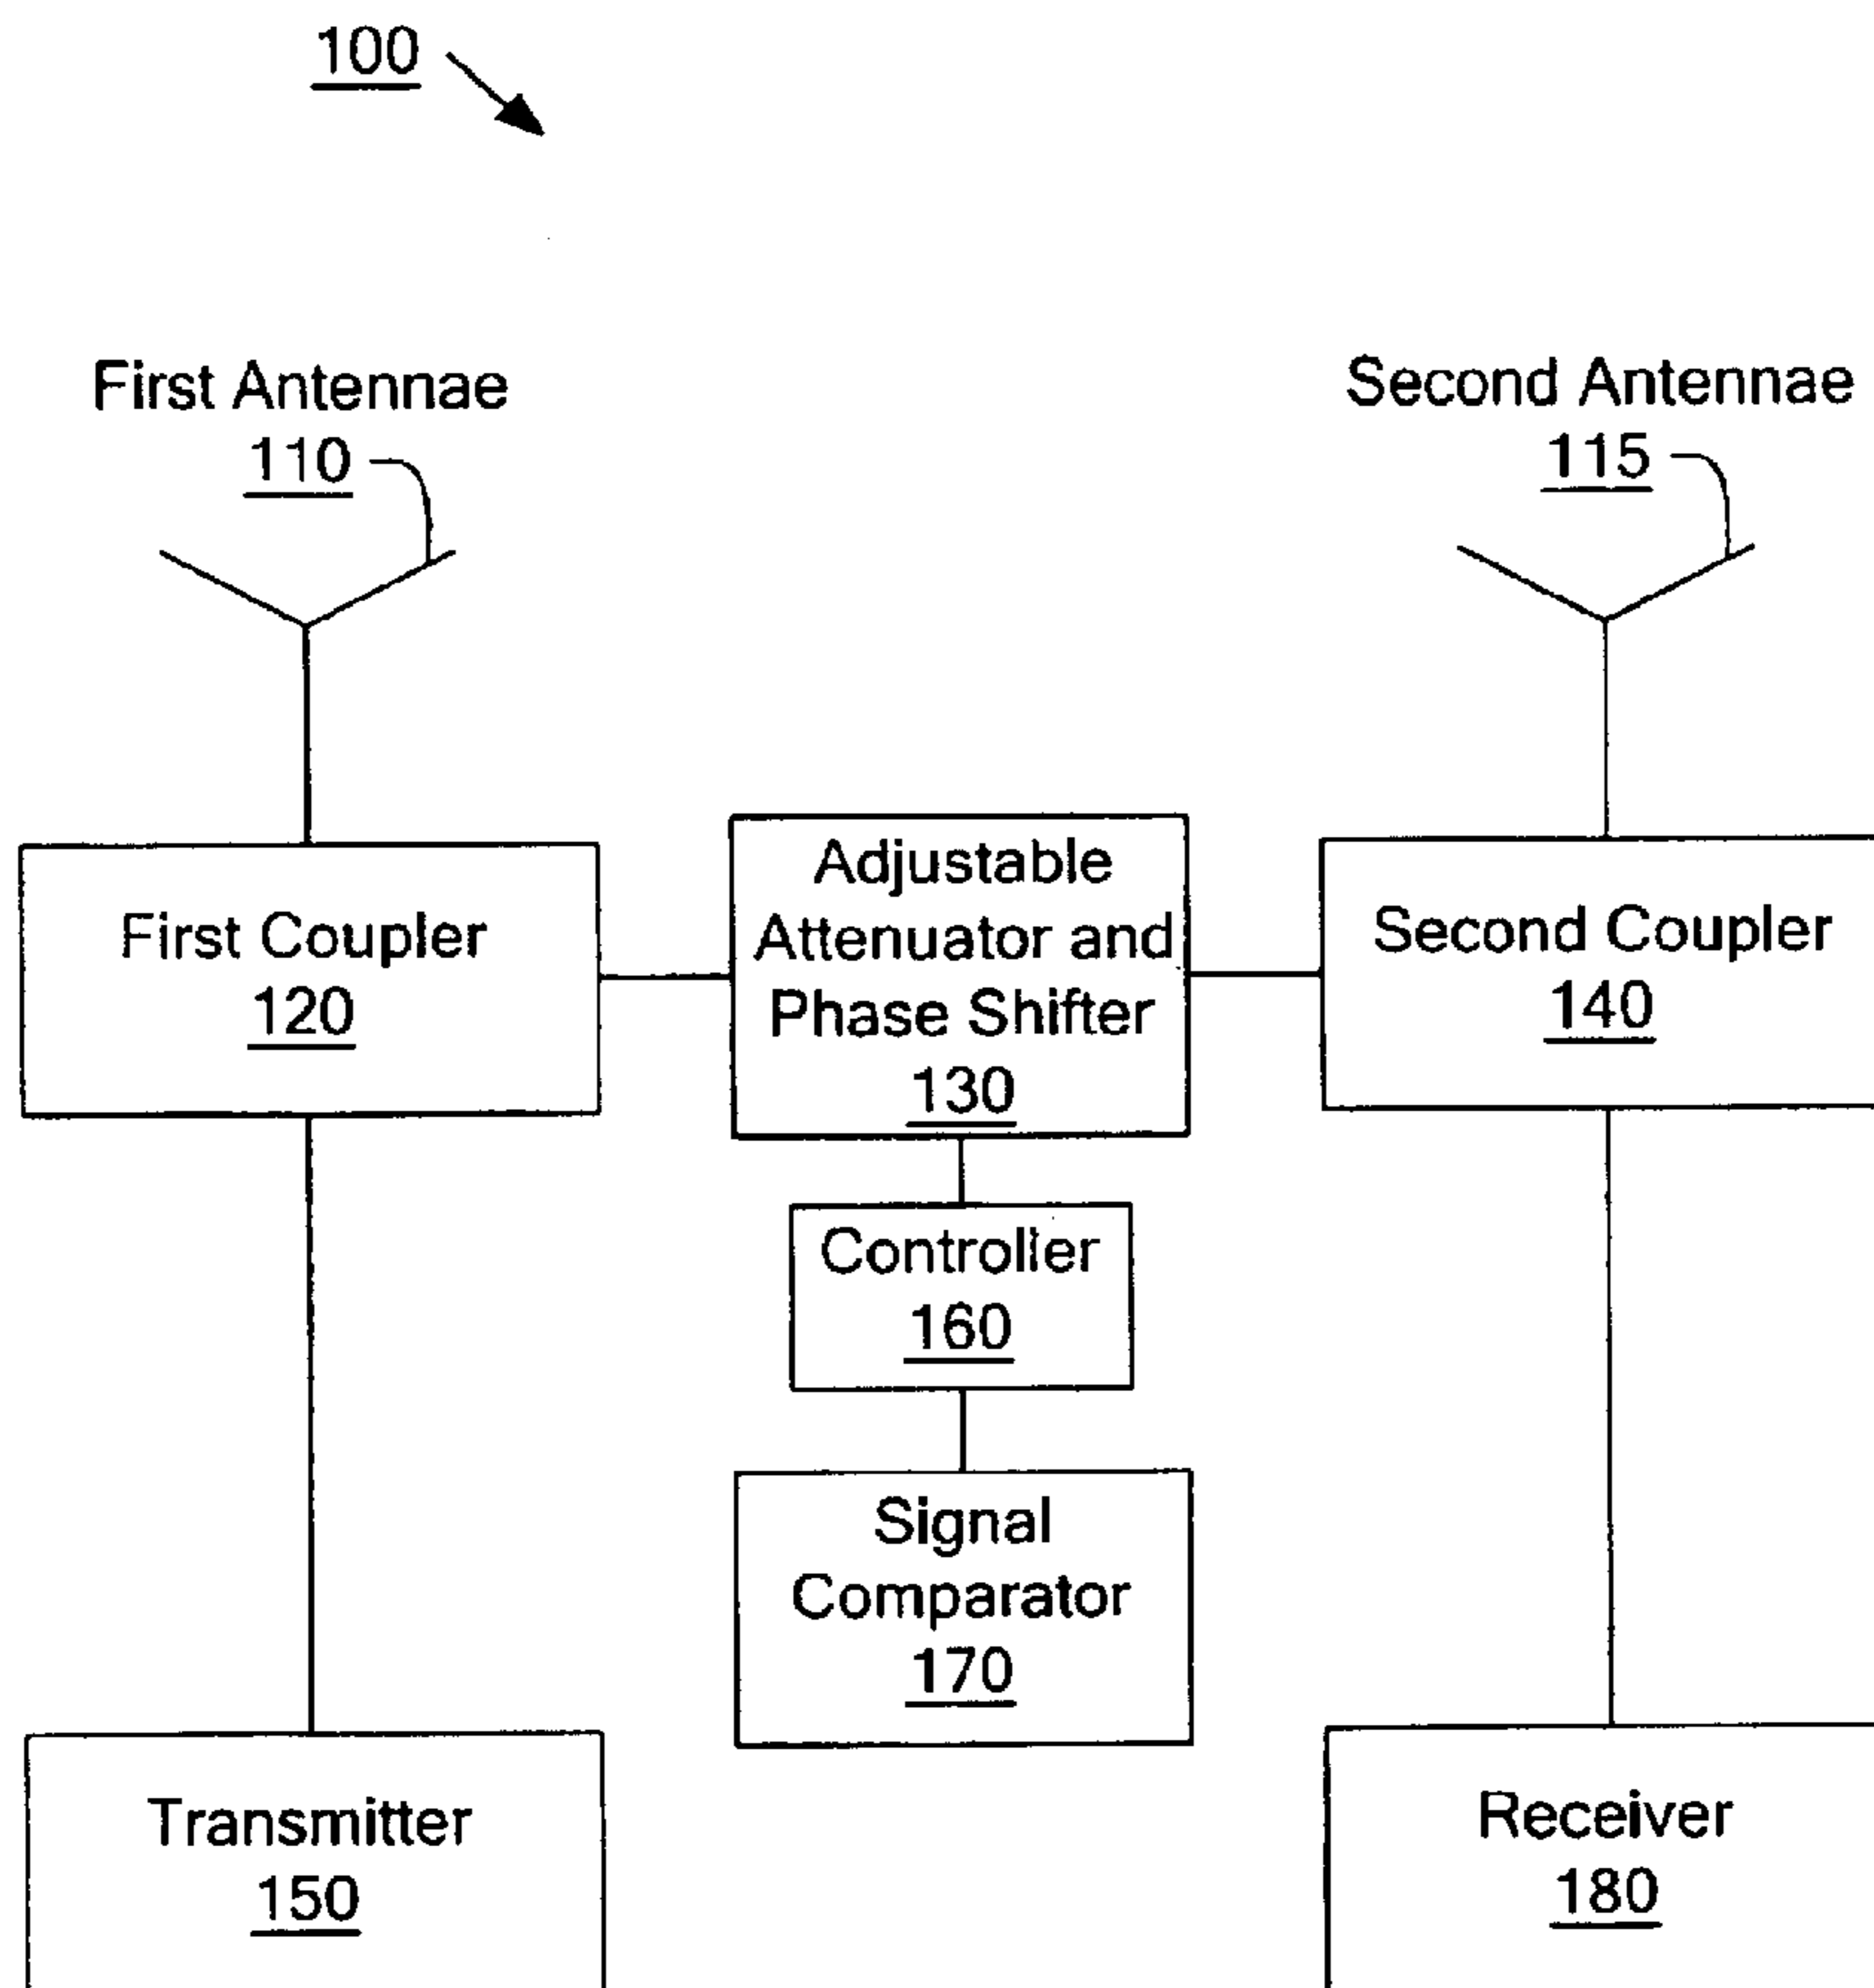 100
First Antennae
110
Second Antennae
115
First Coupler
120
Adjustable
Attenuator and
Phase Shifter
130
Second Coupler
140
Controller
160
Signal
Comparator
170
Transmitter
150
Receiver
180